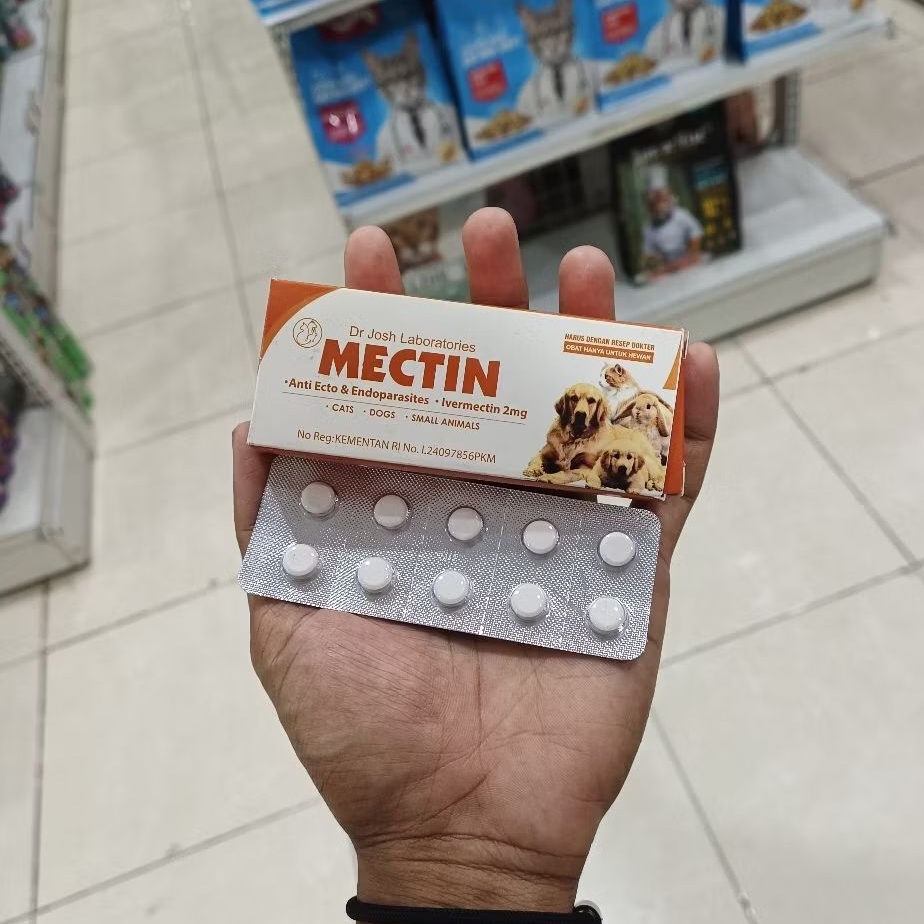 Dr Josh Laboratories
MECTIN
•Anti Ecto & Endoparasites •Ivermectin 2mg
•CATS •DOGS •SMALL ANIMALS
No Reg:KEMENTAN RI No. I.24097856PKM
HARUS DENGAN RESEP DOKTER
OBAT HANYA UNTUK HEWAN